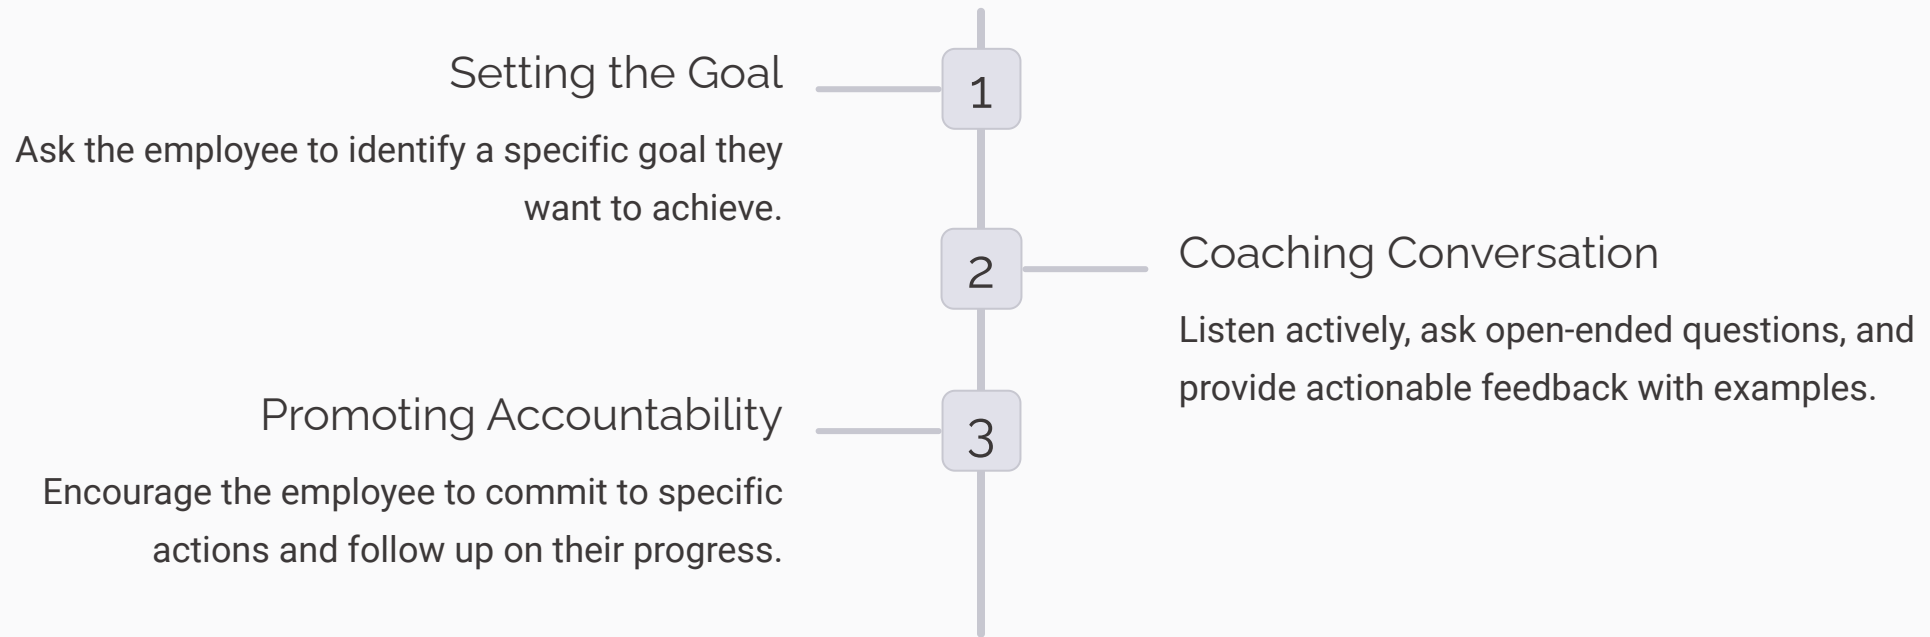 Setting the Goal
1
Ask the employee to identify a specific goal they
want to achieve.
2
Coaching Conversation
Listen actively, ask open-ended questions, and
provide actionable feedback with examples.
Promoting Accountability
3
Encourage the employee to commit to specific
actions and follow up on their progress.